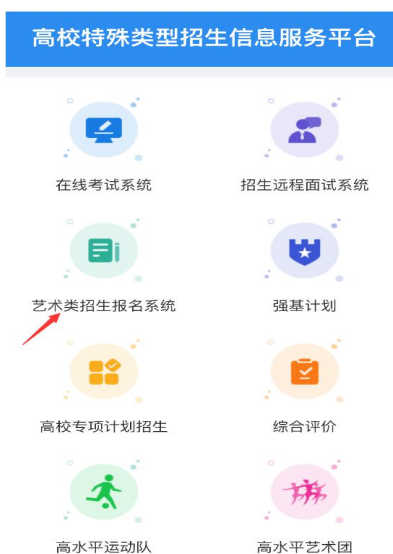 高校特殊类型招生信息服务平台
在线考试系统
招生远程面试系统
艺术类招生报名系统
强基计划
高校专项计划招生
综合评价
高水平运动队
高水平艺术团